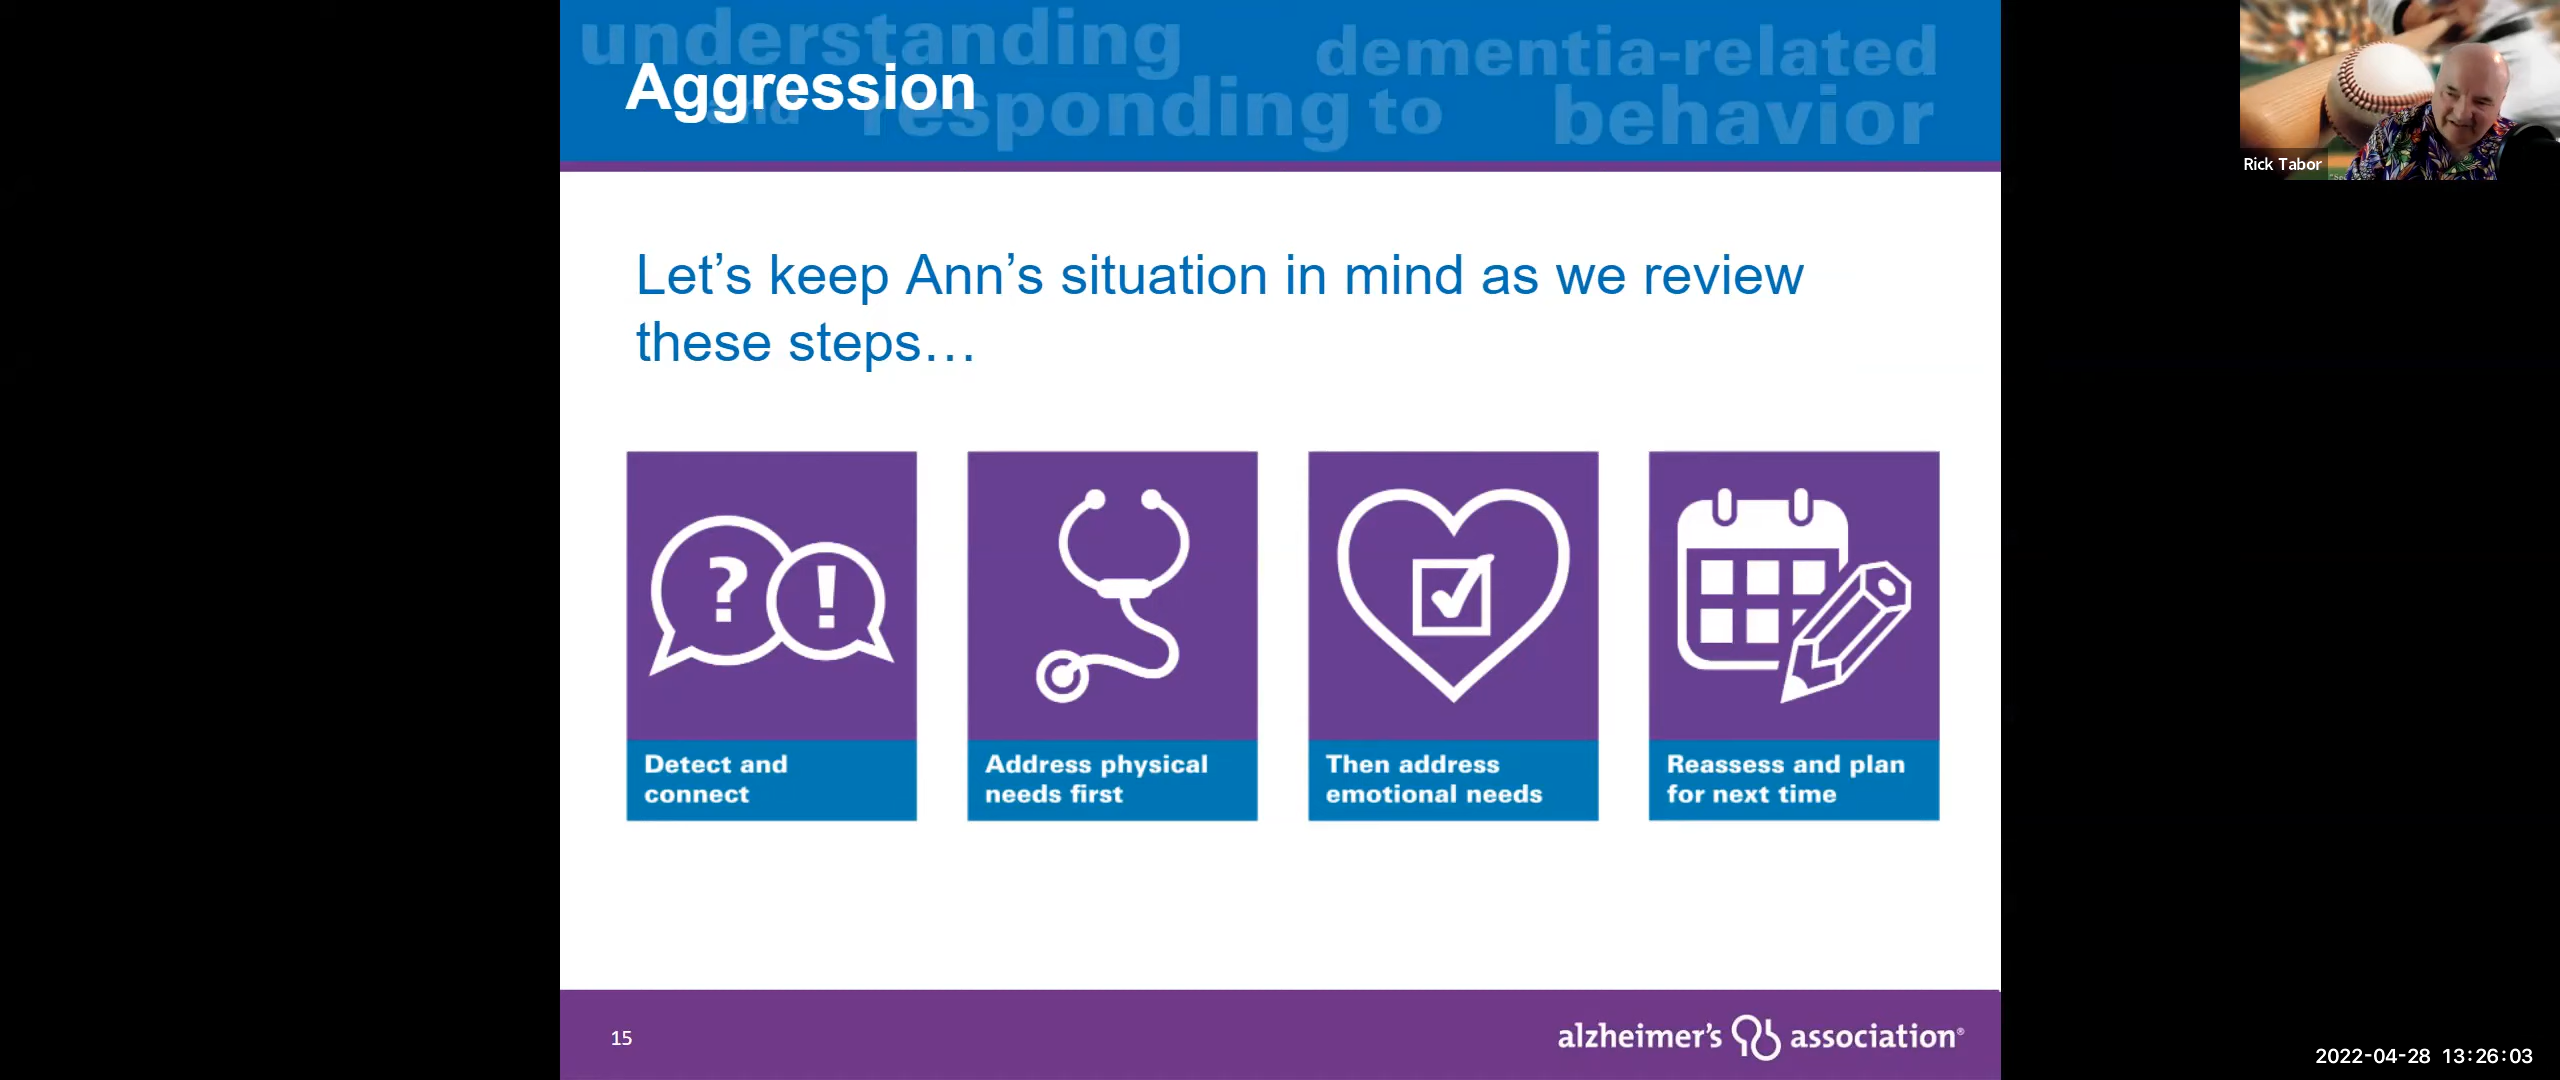 understanding
dementia-related
Aggression
and responding to behavior
Rick Tabor
Let’s keep Ann’s situation in mind as we review
these steps…
?
!
Detect and
connect
Address physical
needs first
Then address
emotional needs
Reassess and plan
for next time
15
alzheimer's association®
2022-04-28 13:26:03